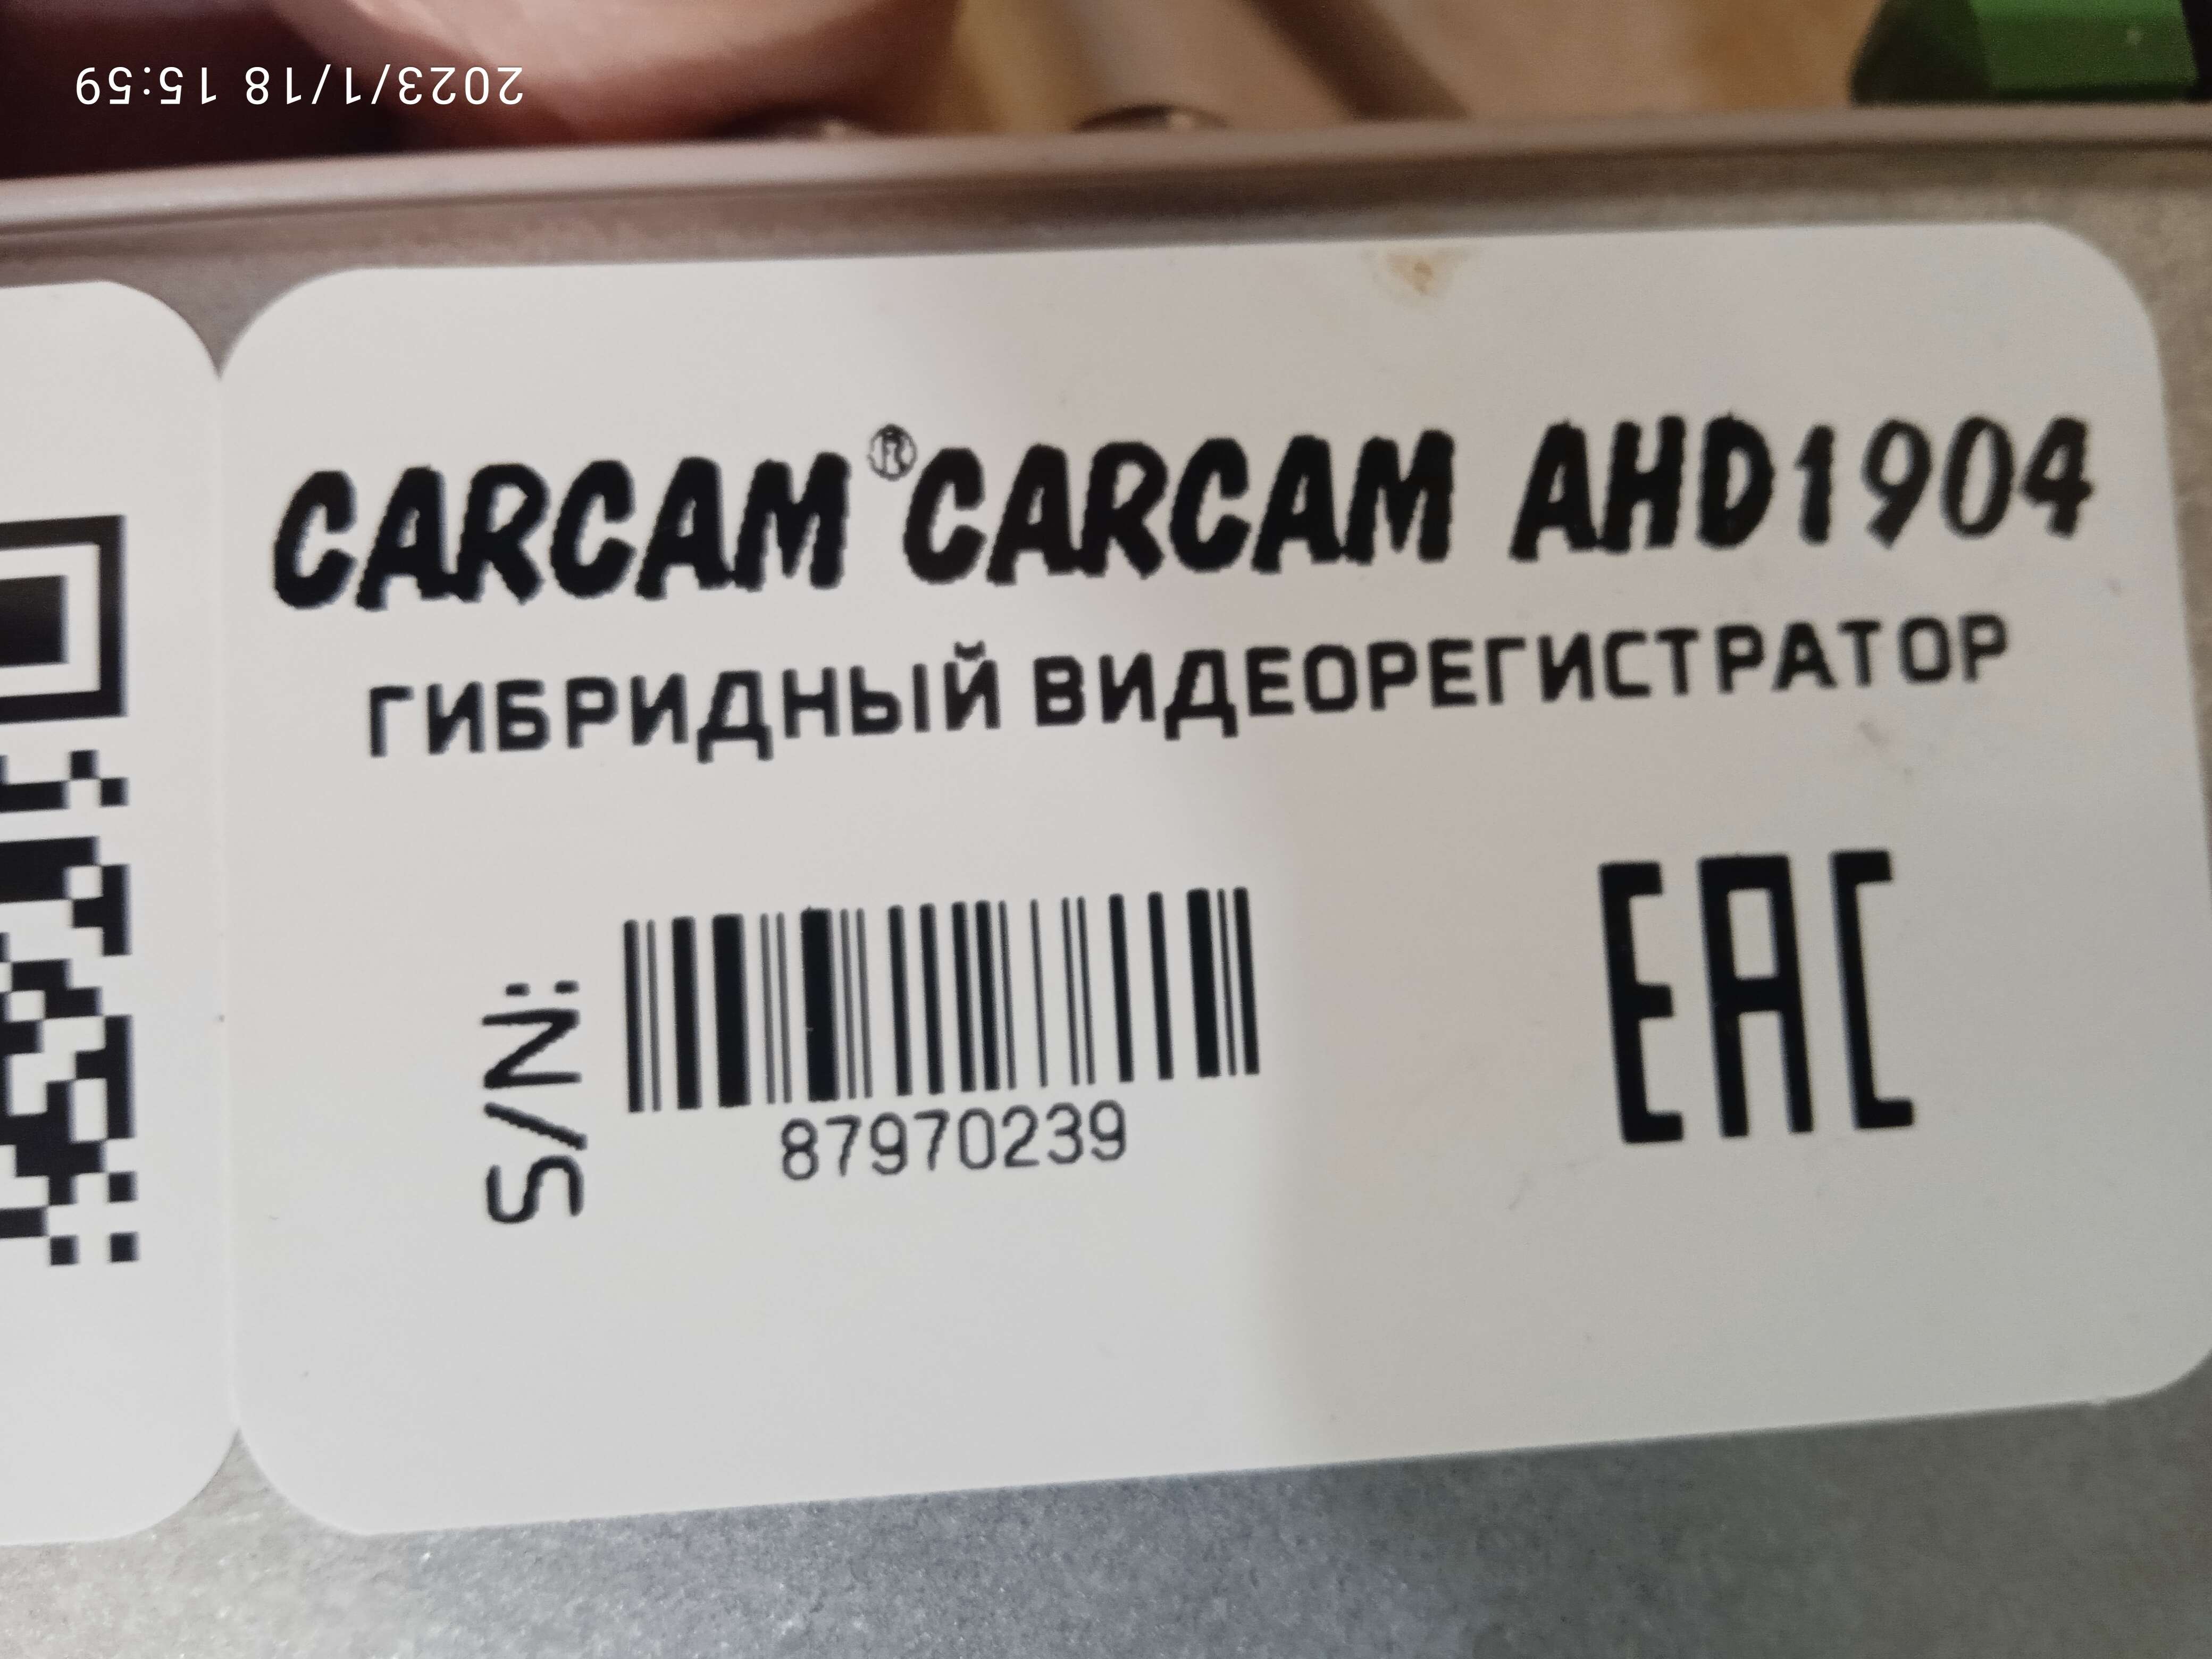 2023/1/18 15:59
CARCAM® CARCAM AHD1904
ГИБРИДНЫЙ ВИДЕОРЕГИСТРАТОР
S/N:
87970239
EAC